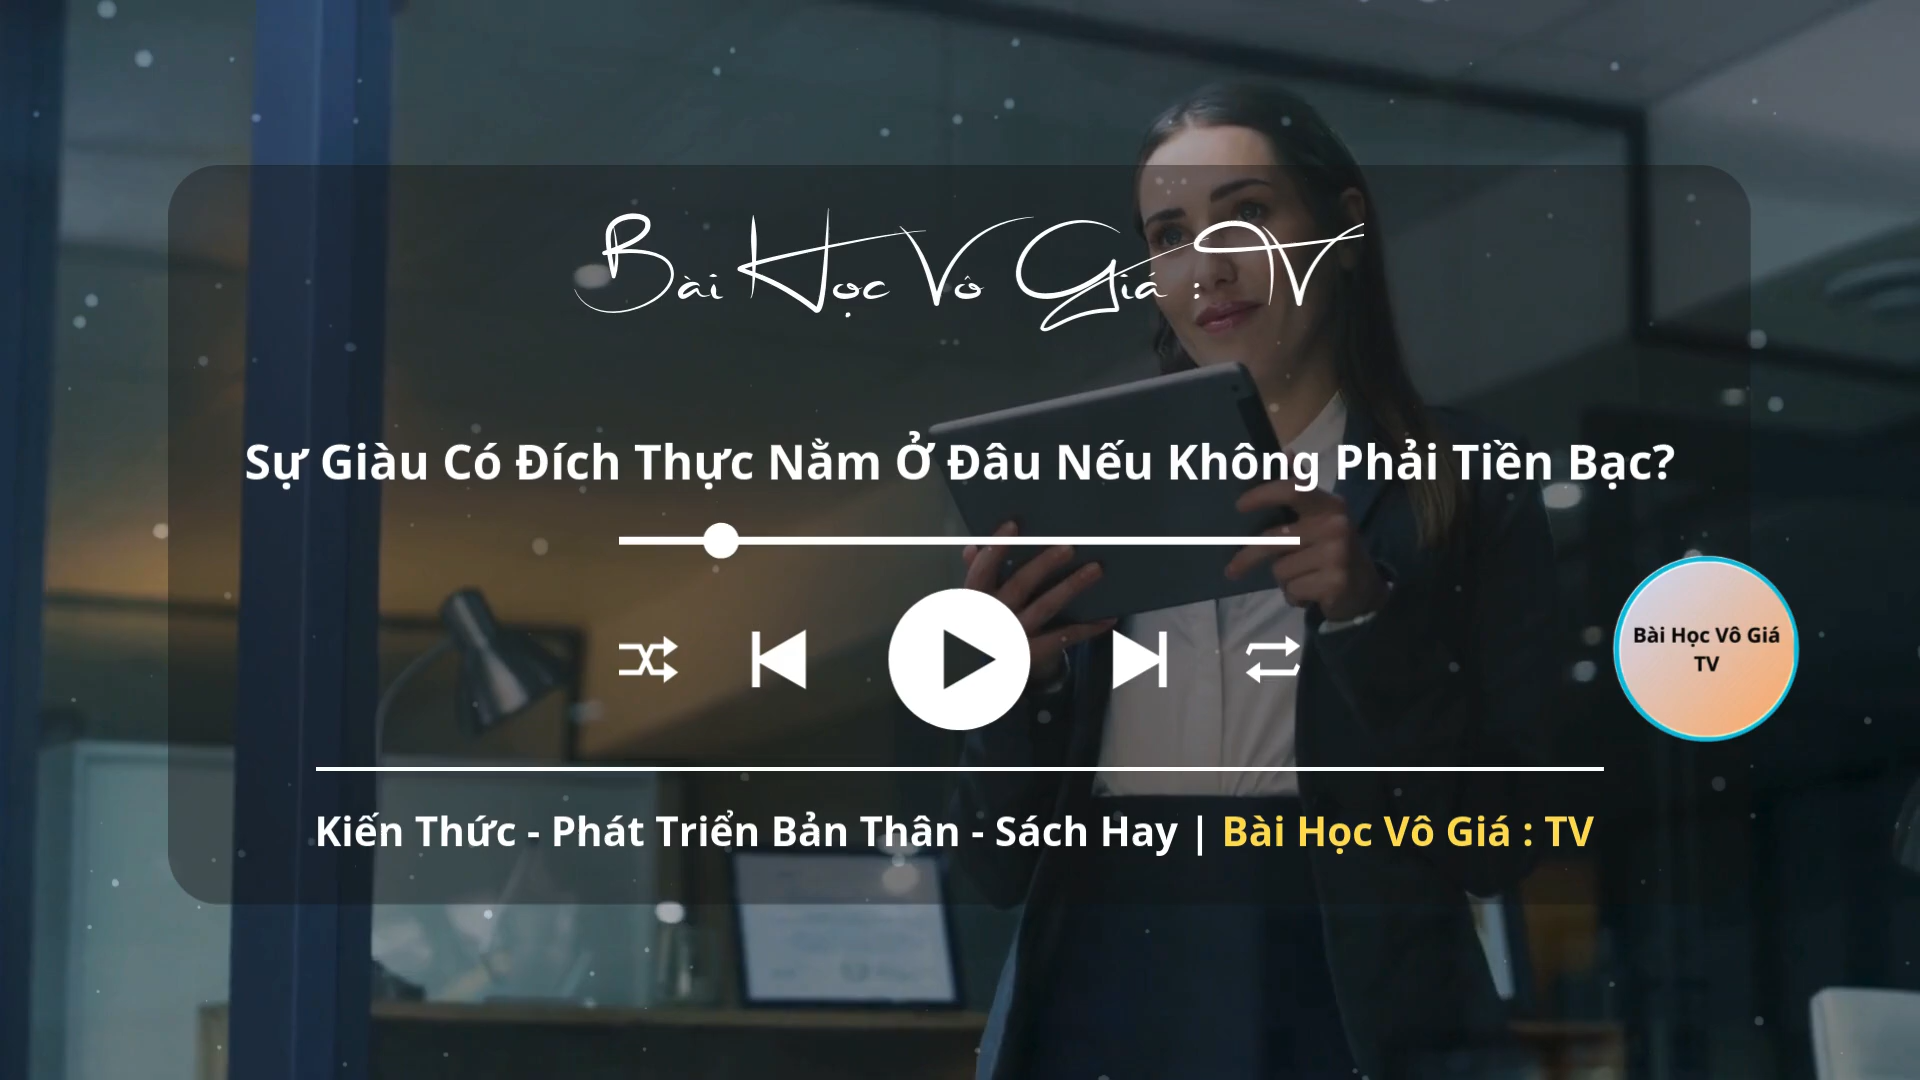 Bài Học Vô Giá : TV
Sự Giàu Có Đích Thực Nằm Ở Đâu Nếu Không Phải Tiền Bạc?
Bài Học Vô Giá
TV
Kiến Thức - Phát Triển Bản Thân - Sách Hay | Bài Học Vô Giá : TV